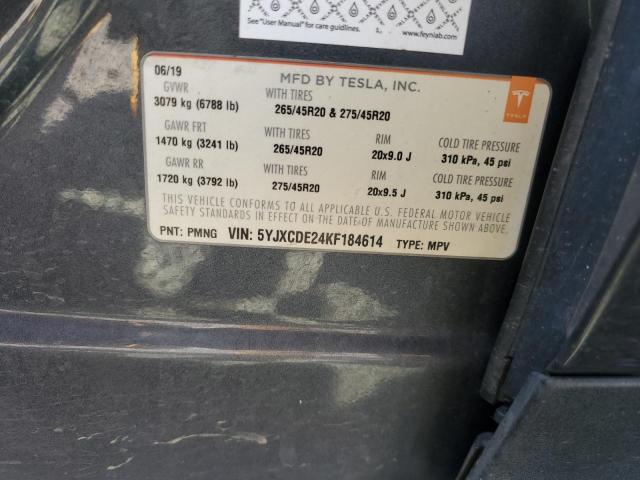 See "User Manual" for care guidelines.
1.
www.feynlab.com
06/19
MFD BY TESLA, INC.
GVWR
3079 kg (6788 lb)
WITH TIRES
265/45R20 & 275/45R20
TESLA
GAWR FRT
1470 kg (3241 lb)
WITH TIRES
265/45R20
RIM
20x9.0 J
COLD TIRE PRESSURE
310 kPa, 45 psi
GAWR RR
1720 kg (3792 lb)
WITH TIRES
275/45R20
RIM
20x9.5 J
COLD TIRE PRESSURE
310 kPa, 45 psi
THIS VEHICLE CONFORMS TO ALL APPLICABLE U.S. FEDERAL MOTOR VEHICLE
SAFETY STANDARDS IN EFFECT ON THE DATE OF MANUFACTURE SHOWN ABOVE.
PNT: PMNG VIN: 5YJXCDE24KF184614 TYPE: MPV